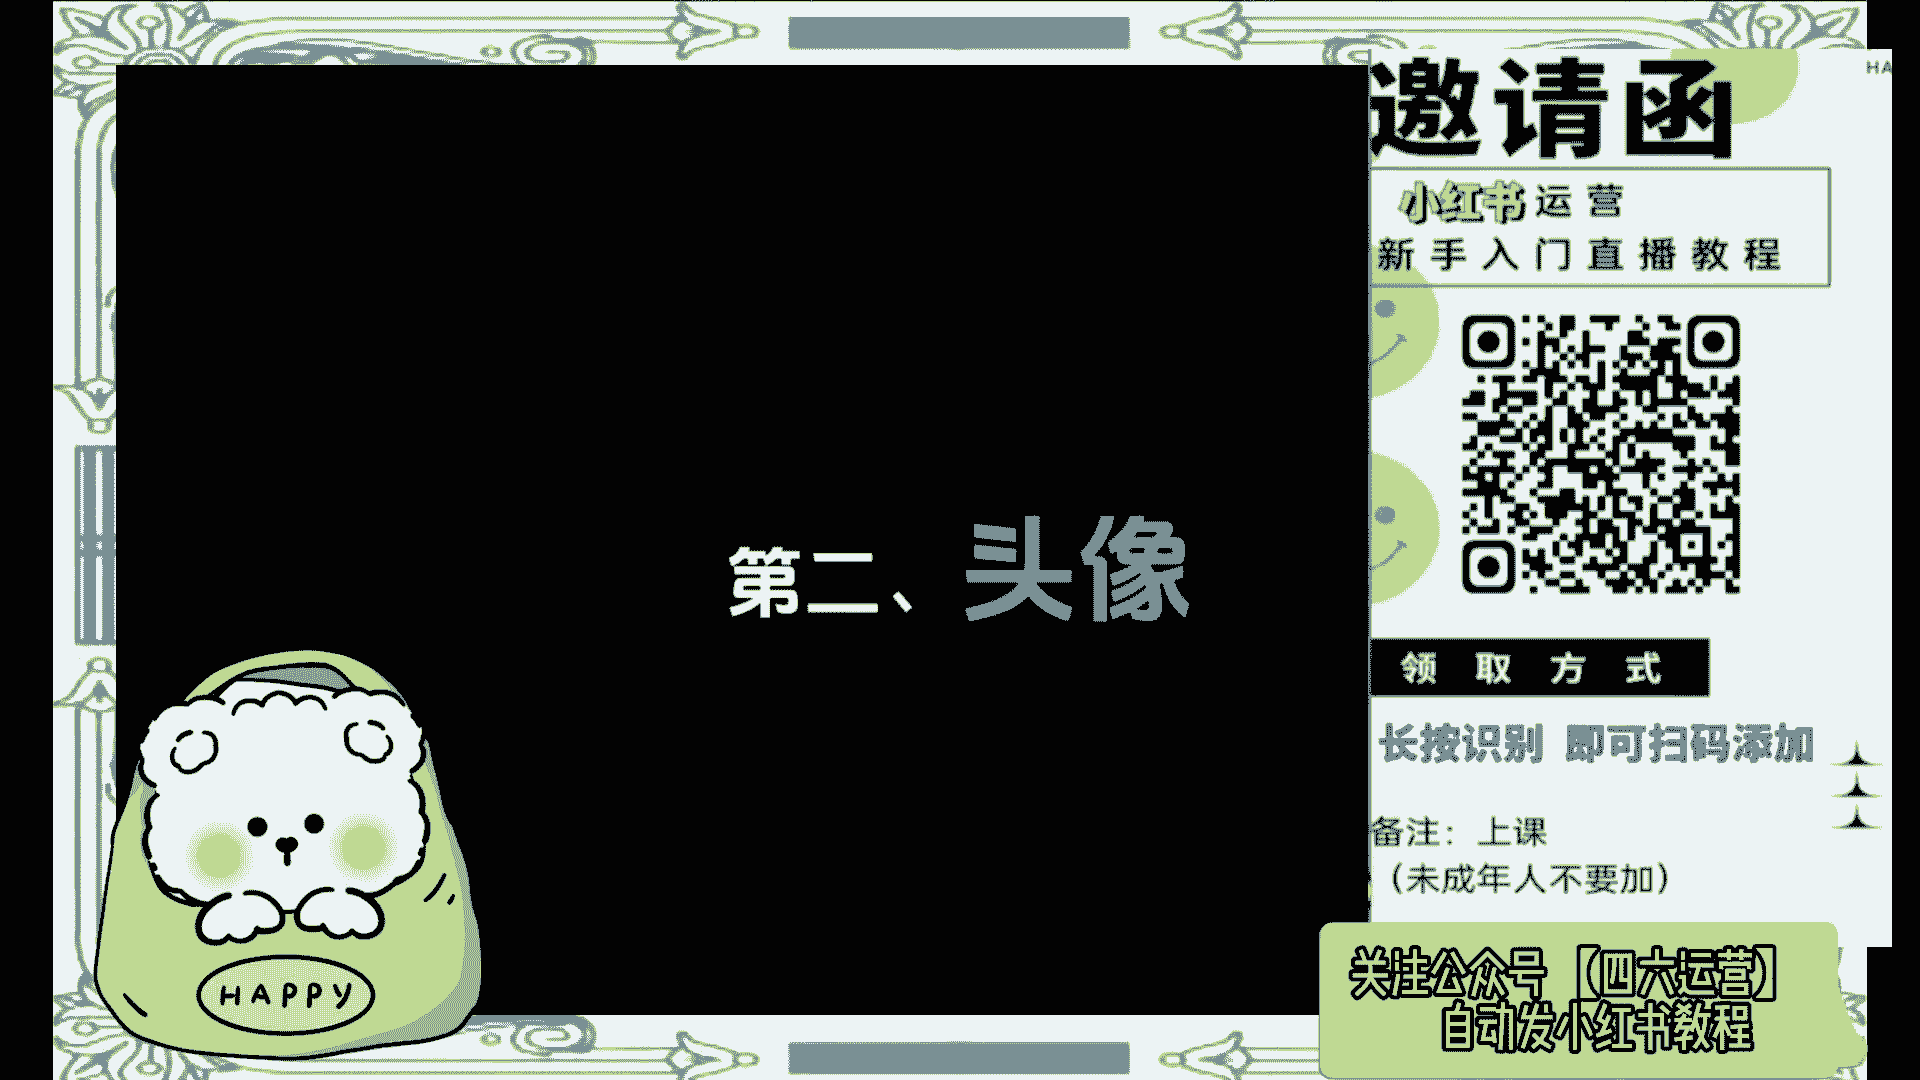 邀请函
HA
小红书运营
新手入门直播教程
第二、头像
领取方式
长按识别 即可扫码添加
备注：上课
（未成年人不要加）
HAPPY
关注公众号【四六运营】
自动发小红书教程